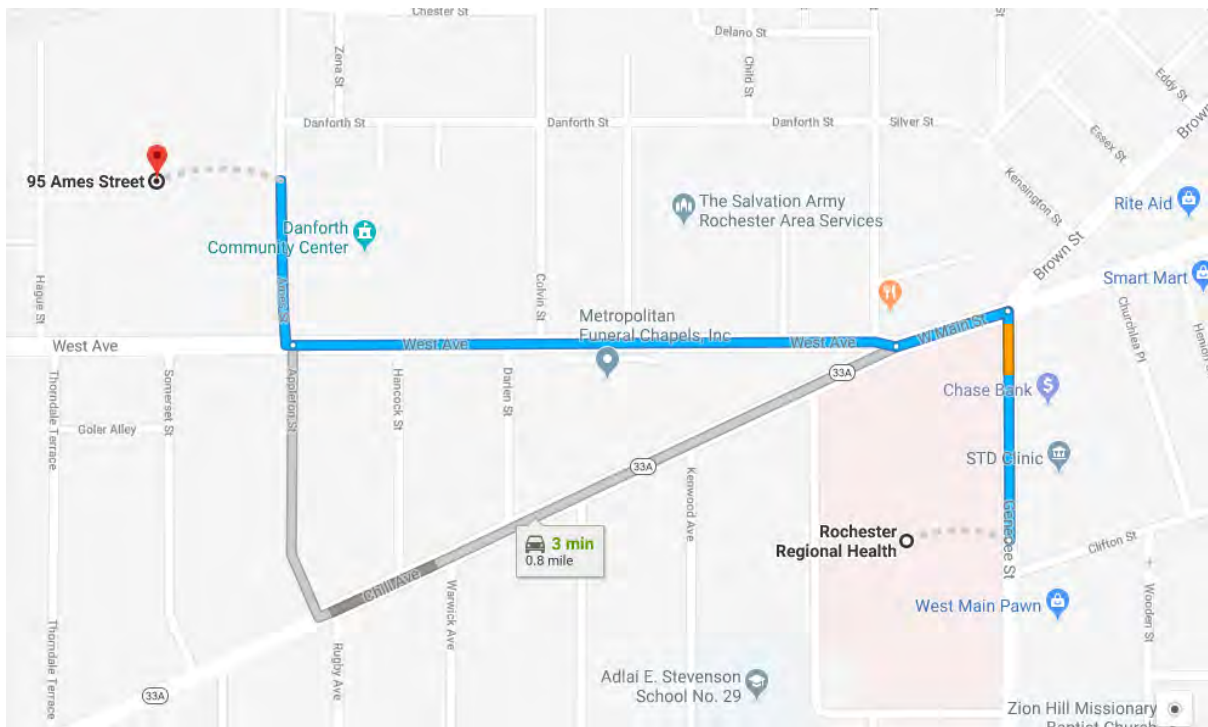 Chester St
Delano St
Zena St
Child St
Eddy St
Brown
Danforth St
Danforth St
Danforth St
Silver St
Essex St
95 Ames Street
Kensington St
The Salvation Army
Rochester Area Services
Rite Aid
Danforth
Community Center
Brown St
Smart Mart
Hague St
Ames St
Colvin St
Churchlea Pl
Metropolitan
Funeral Chapels, Inc
W Main St
West Ave
West Ave
West Ave
33A
Chase Bank
Thorndale Terrace
Somerset St
Appleton St
Hancock St
Darien St
Goler Alley
33A
STD Clinic
Kenwood Ave
3 min
0.8 mile
Rochester
Regional Health
Genesee St
Clifton St
Chili Ave
Warwick Ave
West Main Pawn
Wooden St
Thorndale Terrace
Rugby Ave
Adlai E. Stevenson
School No. 29
33A
Zion Hill Missionary
Baptist Church